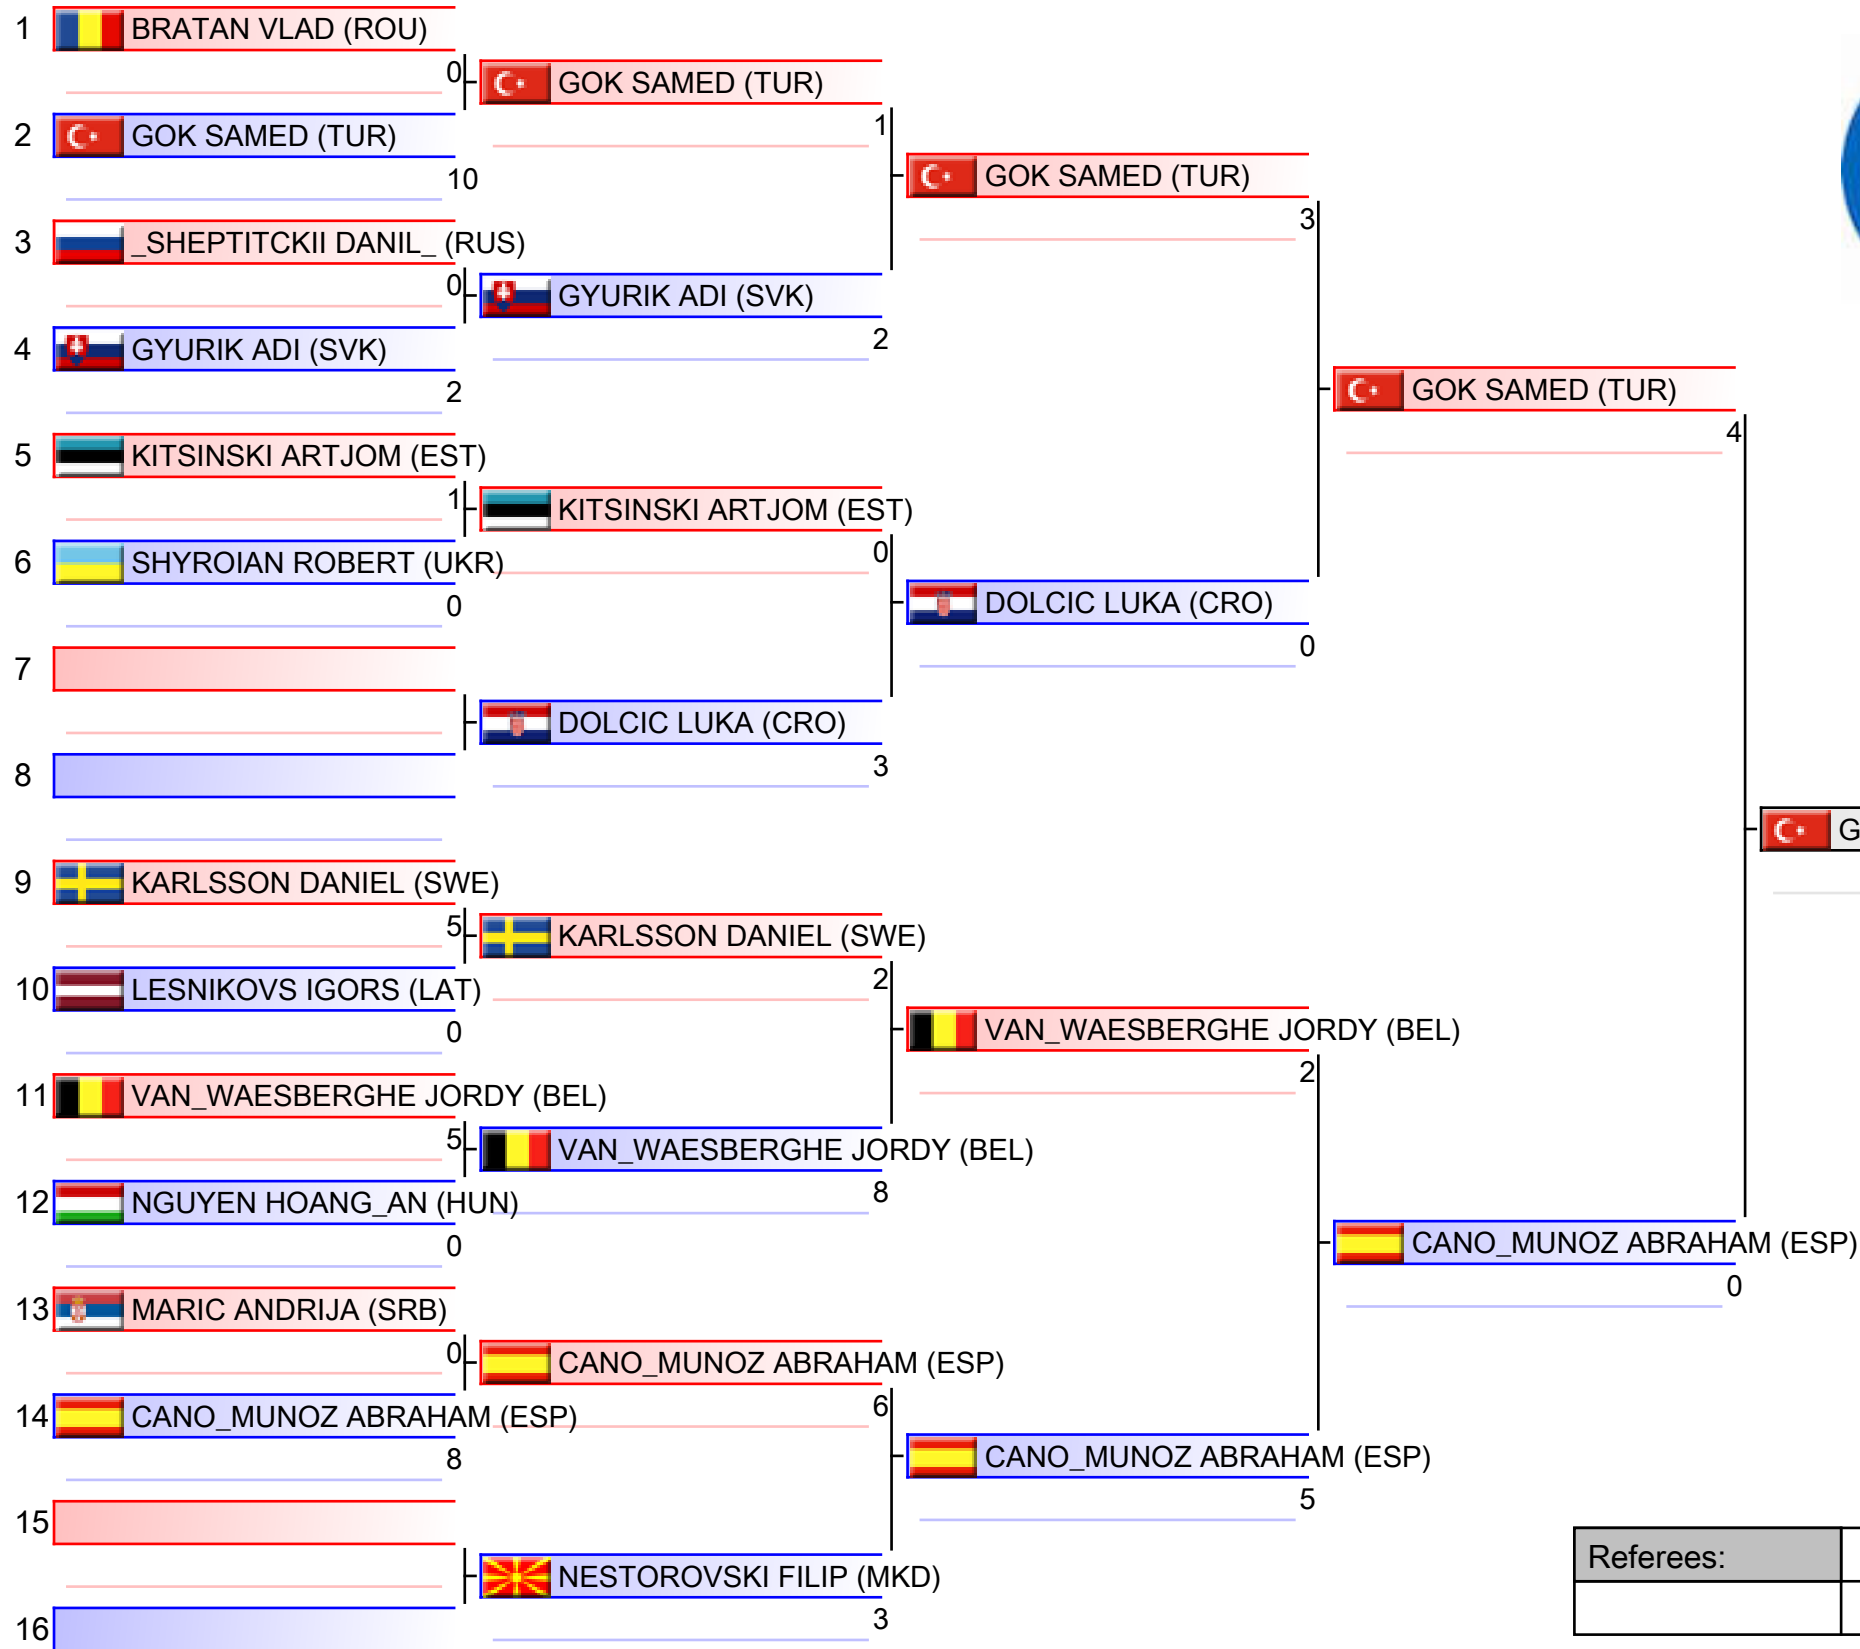 1 BRATAN VLAD (ROU)
0 GOK SAMED (TUR)
2 GOK SAMED (TUR) 1
10 GOK SAMED (TUR)
3 _SHEPTITCKII DANIL_ (RUS) 3
0 GYURIK ADI (SVK)
4 GYURIK ADI (SVK) 2
2 GOK SAMED (TUR)
5 KITSINSKI ARTJOM (EST) 4
1 KITSINSKI ARTJOM (EST)
6 SHYROIAN ROBERT (UKR) 0
0 DOLCIC LUKA (CRO)
7 0
DOLCIC LUKA (CRO)
8 3
G
9 KARLSSON DANIEL (SWE)
5 KARLSSON DANIEL (SWE)
10 LESNIKOVS IGORS (LAT) 2
0 VAN_WAESBERGHE JORDY (BEL)
11 VAN_WAESBERGHE JORDY (BEL) 2
5 VAN_WAESBERGHE JORDY (BEL)
12 NGUYEN HOANG_AN (HUN) 8
0 CANO_MUNOZ ABRAHAM (ESP)
13 MARIC ANDRIJA (SRB) 0
0 CANO_MUNOZ ABRAHAM (ESP)
14 CANO_MUNOZ ABRAHAM (ESP) 6
8 CANO_MUNOZ ABRAHAM (ESP)
15 5
Referees:
NESTOROVSKI FILIP (MKD)
16 3